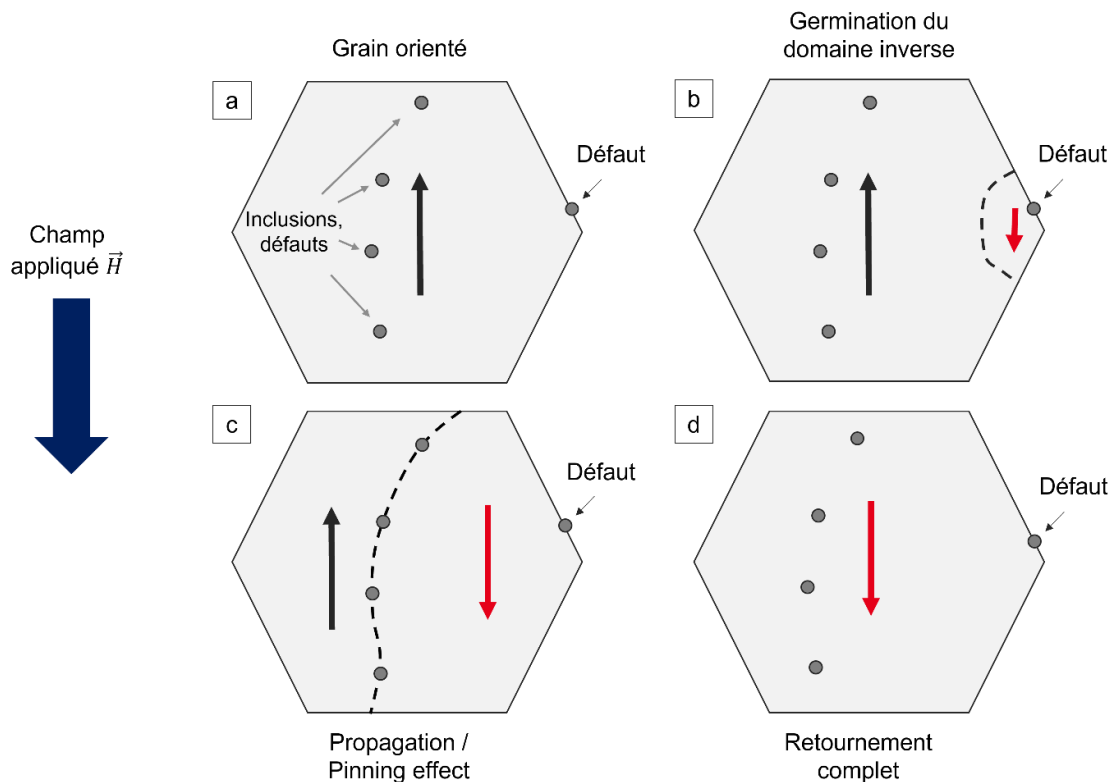 Grain orienté
Germination du
domaine inverse
a
b
Défaut
Défaut
Inclusions,
défauts
Champ
appliqué H⃗
c
d
Défaut
Défaut
Propagation /
Pinning effect
Retournement
complet